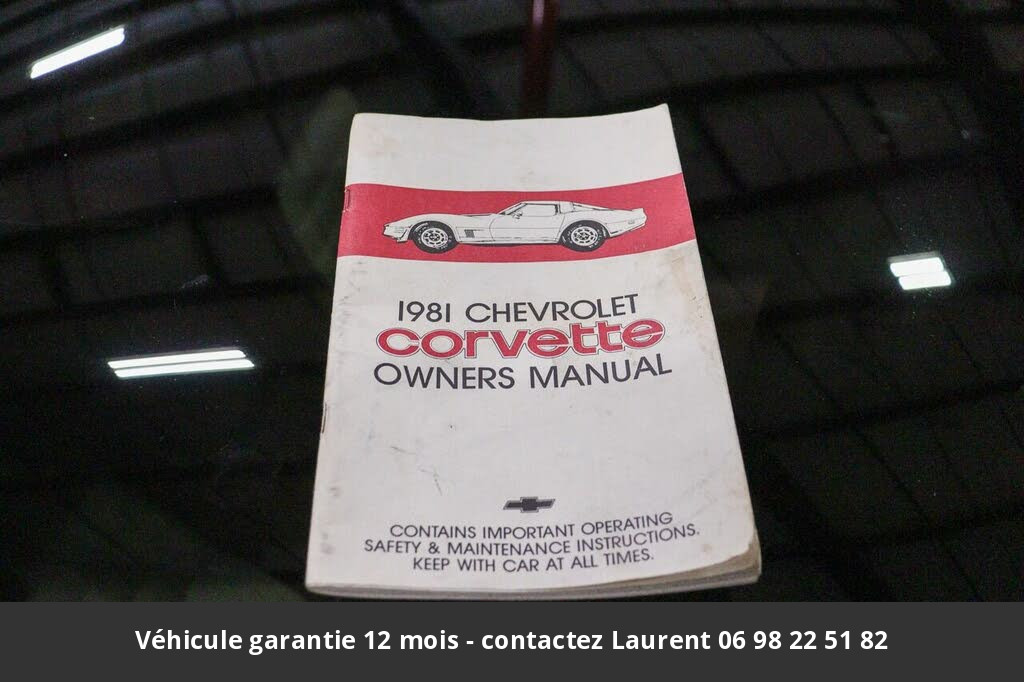 1981 CHEVROLET
corvette
OWNERS MANUAL
CONTAINS IMPORTANT OPERATING
SAFETY & MAINTENANCE INSTRUCTIONS.
KEEP WITH CAR AT ALL TIMES.
Véhicule garantie 12 mois - contactez Laurent 06 98 22 51 82